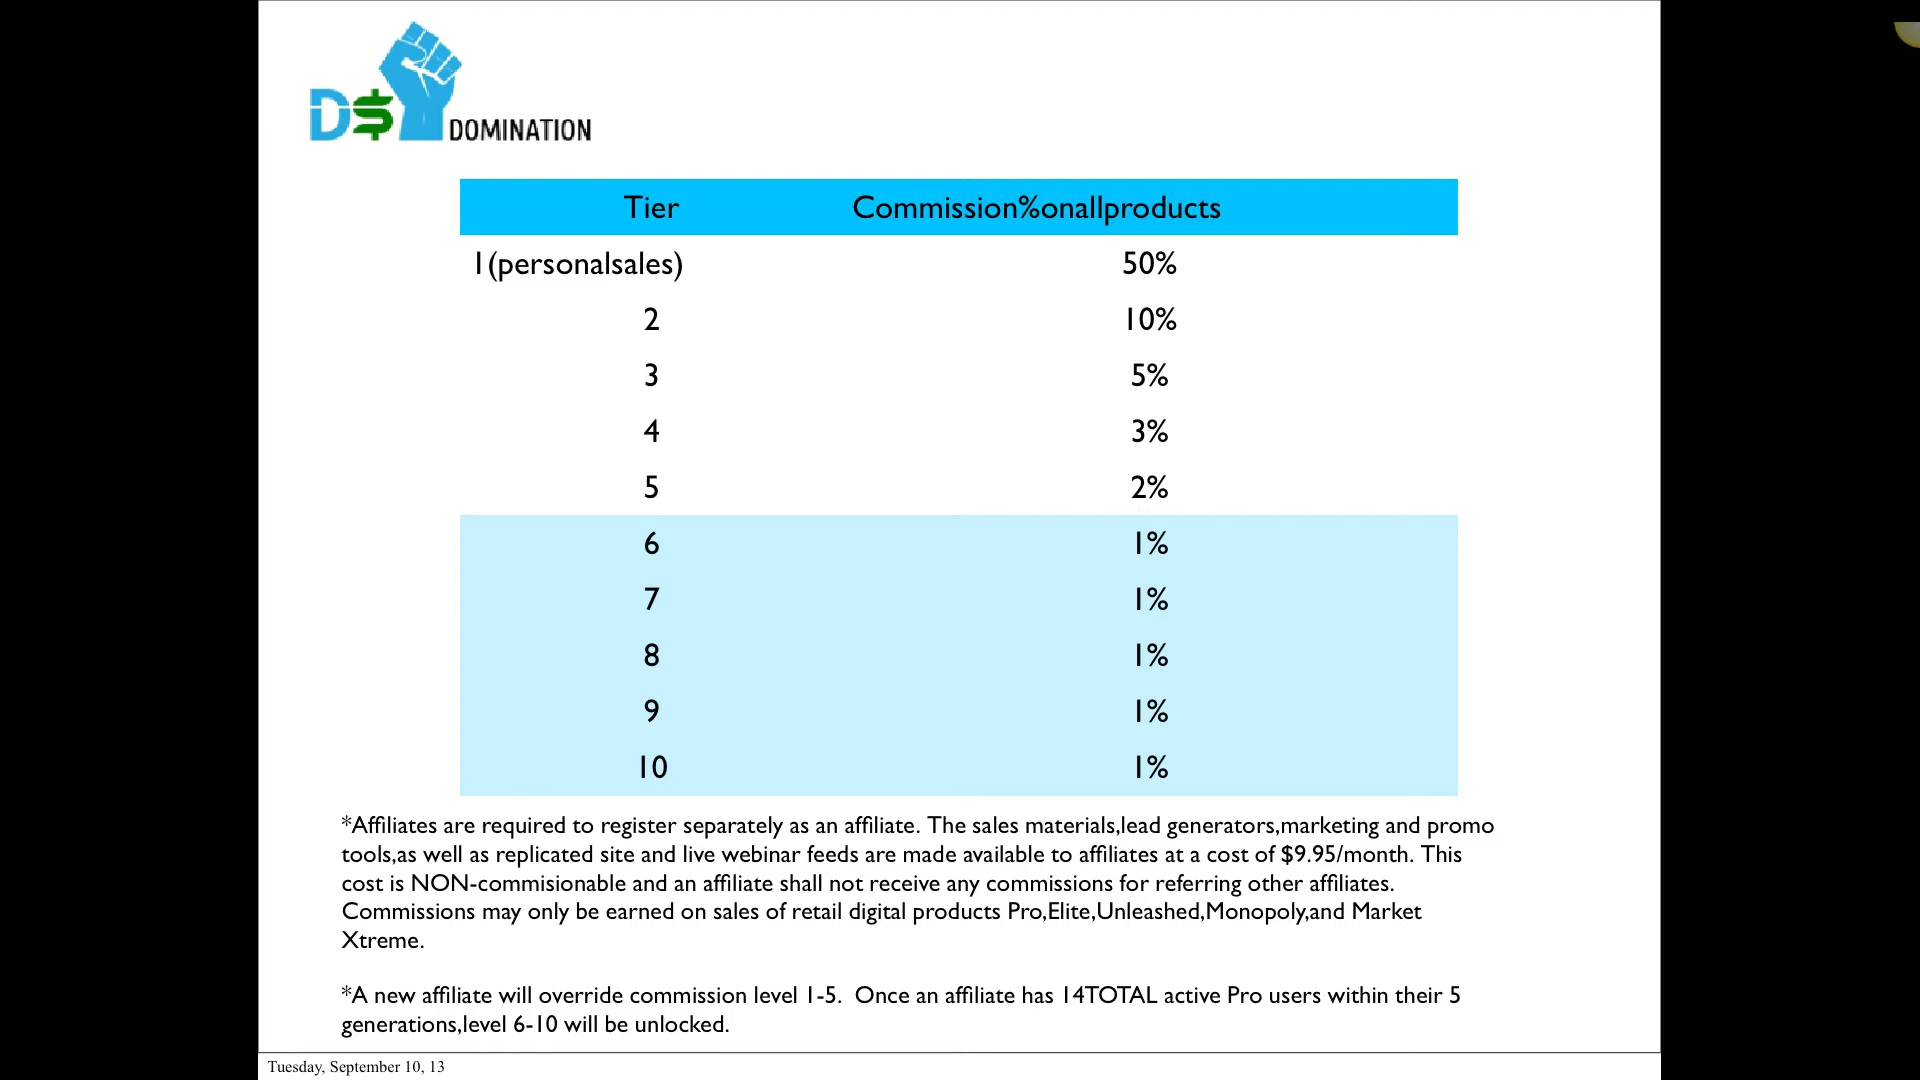 D$ DOMINATION
Tier Commission%onallproducts
1(personalsales) 50%
2 10%
3 5%
4 3%
5 2%
6 1%
7 1%
8 1%
9 1%
10 1%
*Affiliates are required to register separately as an affiliate. The sales materials,lead generators,marketing and promo
tools,as well as replicated site and live webinar feeds are made available to affiliates at a cost of $9.95/month. This
cost is NON-commisionable and an affiliate shall not receive any commissions for referring other affiliates.
Commissions may only be earned on sales of retail digital products Pro,Elite,Unleashed,Monopoly,and Market
Xtreme.
*A new affiliate will override commission level 1-5. Once an affiliate has 14TOTAL active Pro users within their 5
generations,level 6-10 will be unlocked.
Tuesday, September 10, 13